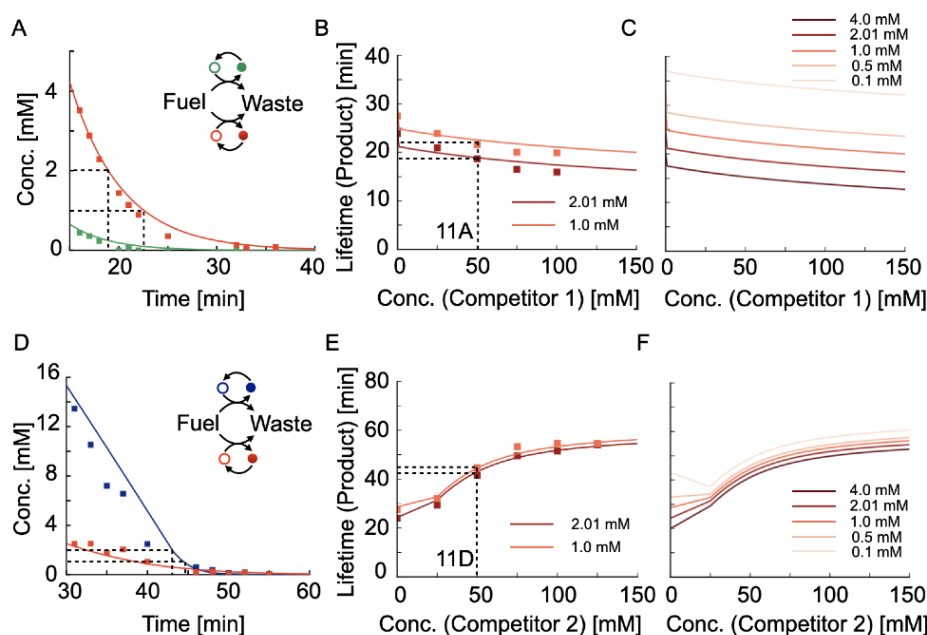 A
Conc. [mM]
4
2
0
20
30
40
Time [min]
Fuel
Waste
B
Lifetime (Product) [min]
50
40
30
20
10
0
0
50
100
150
Conc. (Competitor 1) [mM]
11A
2.01 mM
1.0 mM
C
4.0 mM
2.01 mM
1.0 mM
0.5 mM
0.1 mM
0
50
100
150
Conc. (Competitor 1) [mM]
D
Conc. [mM]
16
12
8
4
0
30
40
50
60
Time [min]
Fuel
Waste
E
Lifetime (Product) [min]
80
60
40
20
0
0
50
100
150
Conc. (Competitor 2) [mM]
11D
2.01 mM
1.0 mM
F
4.0 mM
2.01 mM
1.0 mM
0.5 mM
0.1 mM
0
50
100
150
Conc. (Competitor 2) [mM]